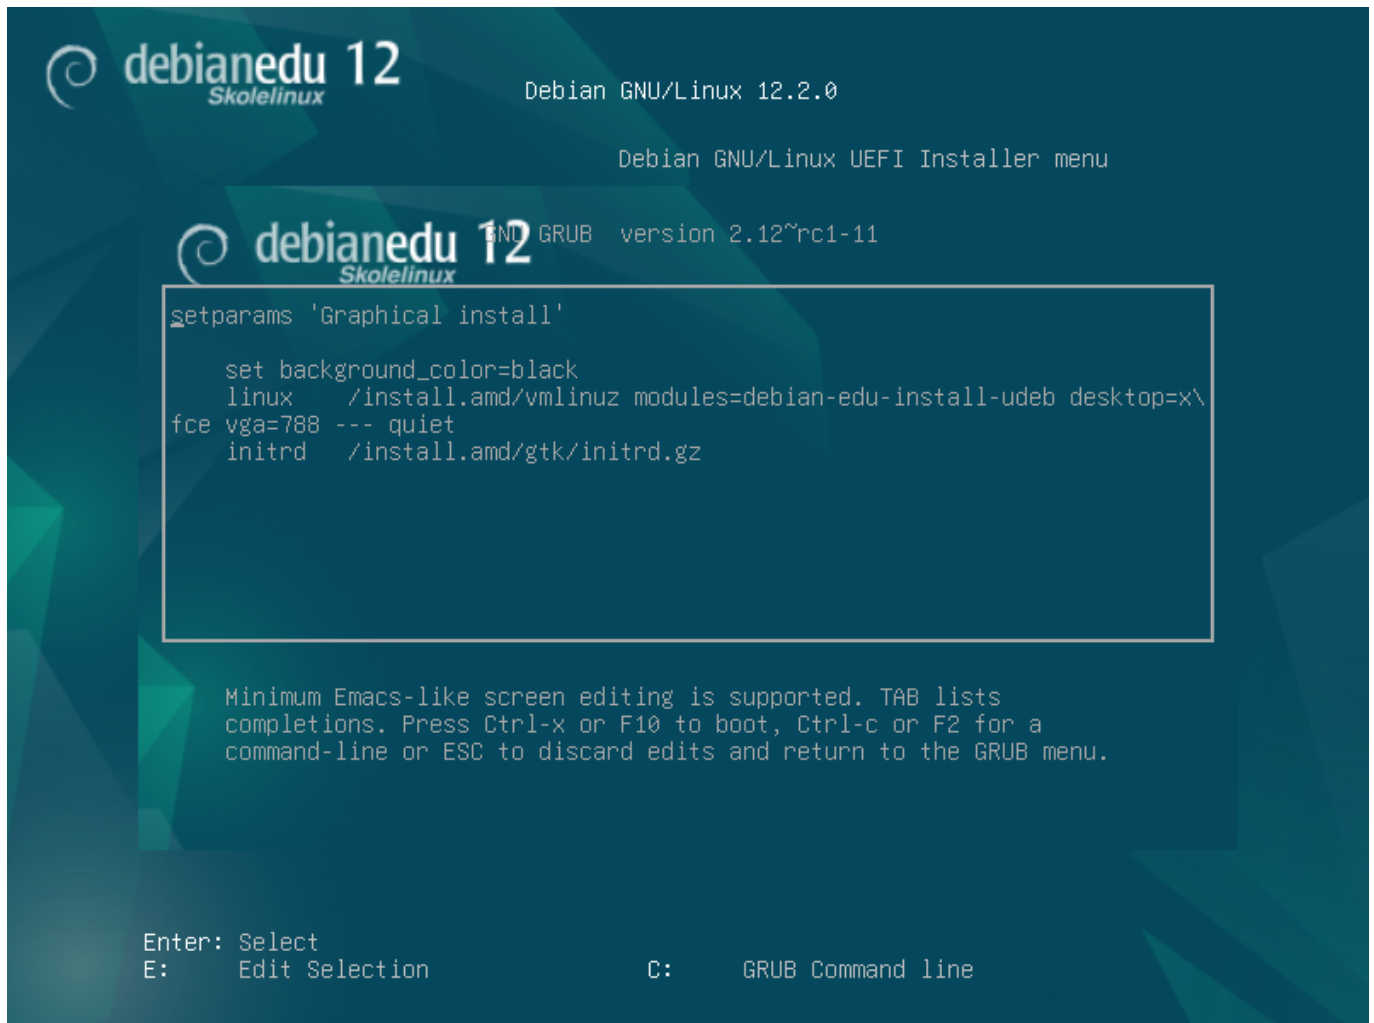 debianedu 12
Skolelinux
Debian GNU/Linux 12.2.0
Debian GNU/Linux UEFI Installer menu
debianedu 12
Skolelinux
GNU GRUB  version 2.12~rc1-11
setparams 'Graphical install'
    set background_color=black
    linux    /install.amd/vmlinuz modules=debian-edu-install-udeb desktop=x\
fce vga=788 --- quiet
    initrd   /install.amd/gtk/initrd.gz
Minimum Emacs-like screen editing is supported. TAB lists
completions. Press Ctrl-x or F10 to boot, Ctrl-c or F2 for a
command-line or ESC to discard edits and return to the GRUB menu.
Enter: Select
E:     Edit Selection                C:     GRUB Command line